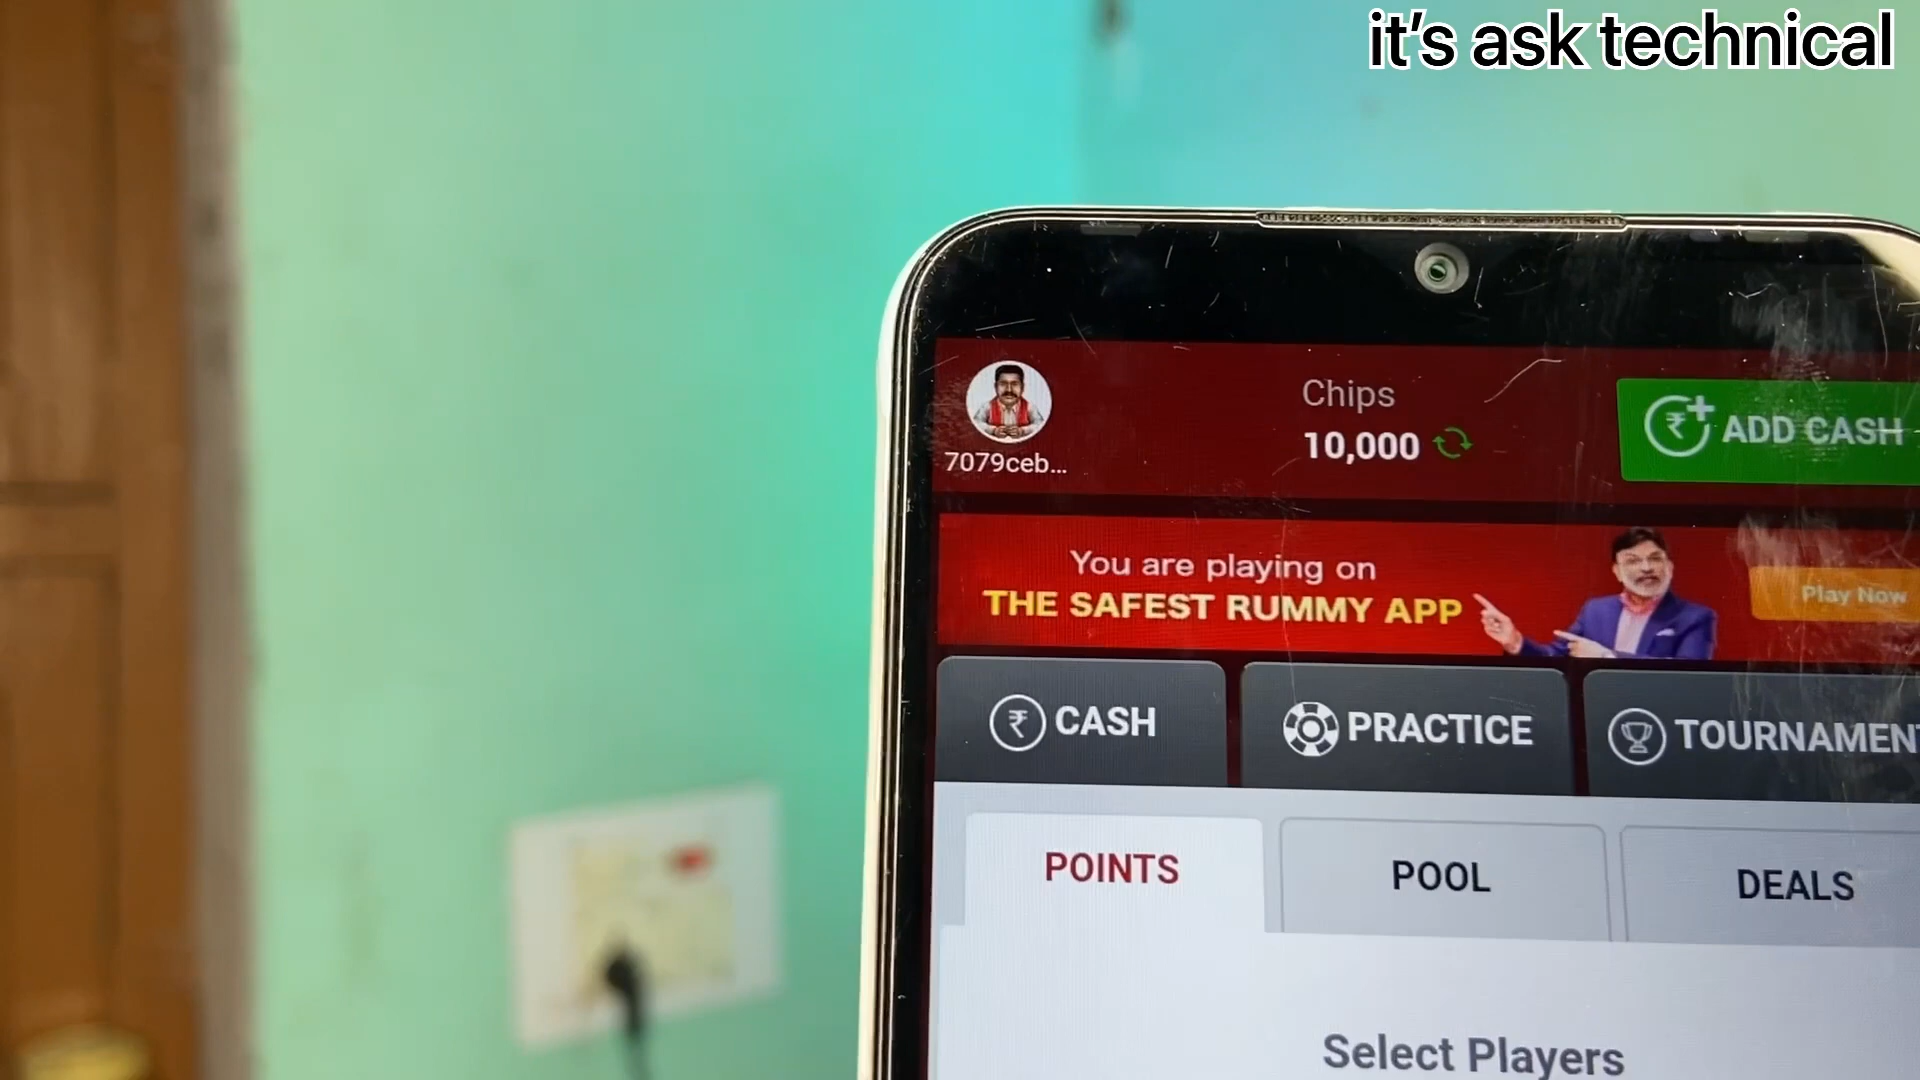 it's ask technical
Chips
10,000
ADD CASH
7079ceb...
You are playing on
THE SAFEST RUMMY APP
Play Now
CASH
PRACTICE
TOURNAMENT
POINTS
POOL
DEALS
Select Players